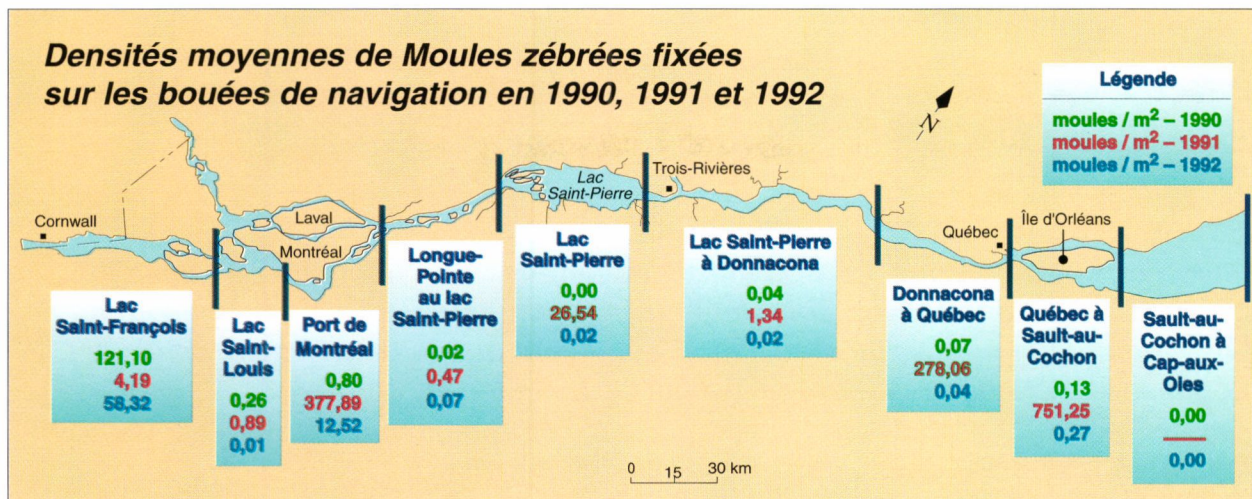 Densités moyennes de Moules zébrées fixées
sur les bouées de navigation en 1990, 1991 et 1992
Légende
moules / m² – 1990
moules / m² – 1991
moules / m² – 1992
N
Cornwall
Laval
Montréal
Lac
Saint-Pierre
Trois-Rivières
Québec
Île d'Orléans
Lac
Saint-François
121,10
4,19
58,32
Lac
Saint-
Louis
0,26
0,89
0,01
Port de
Montréal
0,80
377,89
12,52
Longue-
Pointe
au lac
Saint-Pierre
0,02
0,47
0,07
Lac
Saint-Pierre
0,00
26,54
0,02
Lac Saint-Pierre
à Donnacona
0,04
1,34
0,02
Donnacona
à Québec
0,07
278,06
0,04
Québec à
Sault-au-
Cochon
0,13
751,25
0,27
Sault-au-
Cochon à
Cap-aux-
Oies
0,00
0,00
0 15 30 km